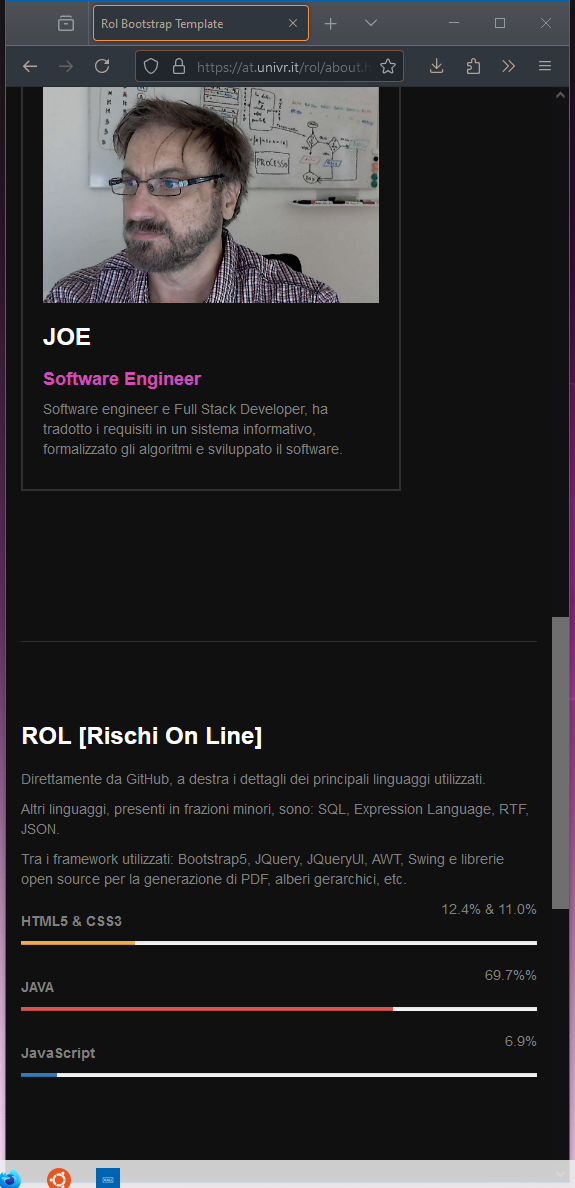 Rol Bootstrap Template
https://at.univr.it/rol/about.h
PROCESSO
JOE
Software Engineer
Software engineer e Full Stack Developer, ha
tradotto i requisiti in un sistema informativo,
formalizzato gli algoritmi e sviluppato il software.
ROL [Rischi On Line]
Direttamente da GitHub, a destra i dettagli dei principali linguaggi utilizzati.
Altri linguaggi, presenti in frazioni minori, sono: SQL, Expression Language, RTF,
JSON.
Tra i framework utilizzati: Bootstrap5, JQuery, JQueryUI, AWT, Swing e librerie
open source per la generazione di PDF, alberi gerarchici, etc.
12.4% & 11.0%
HTML5 & CSS3
69.7%%
JAVA
6.9%
JavaScript